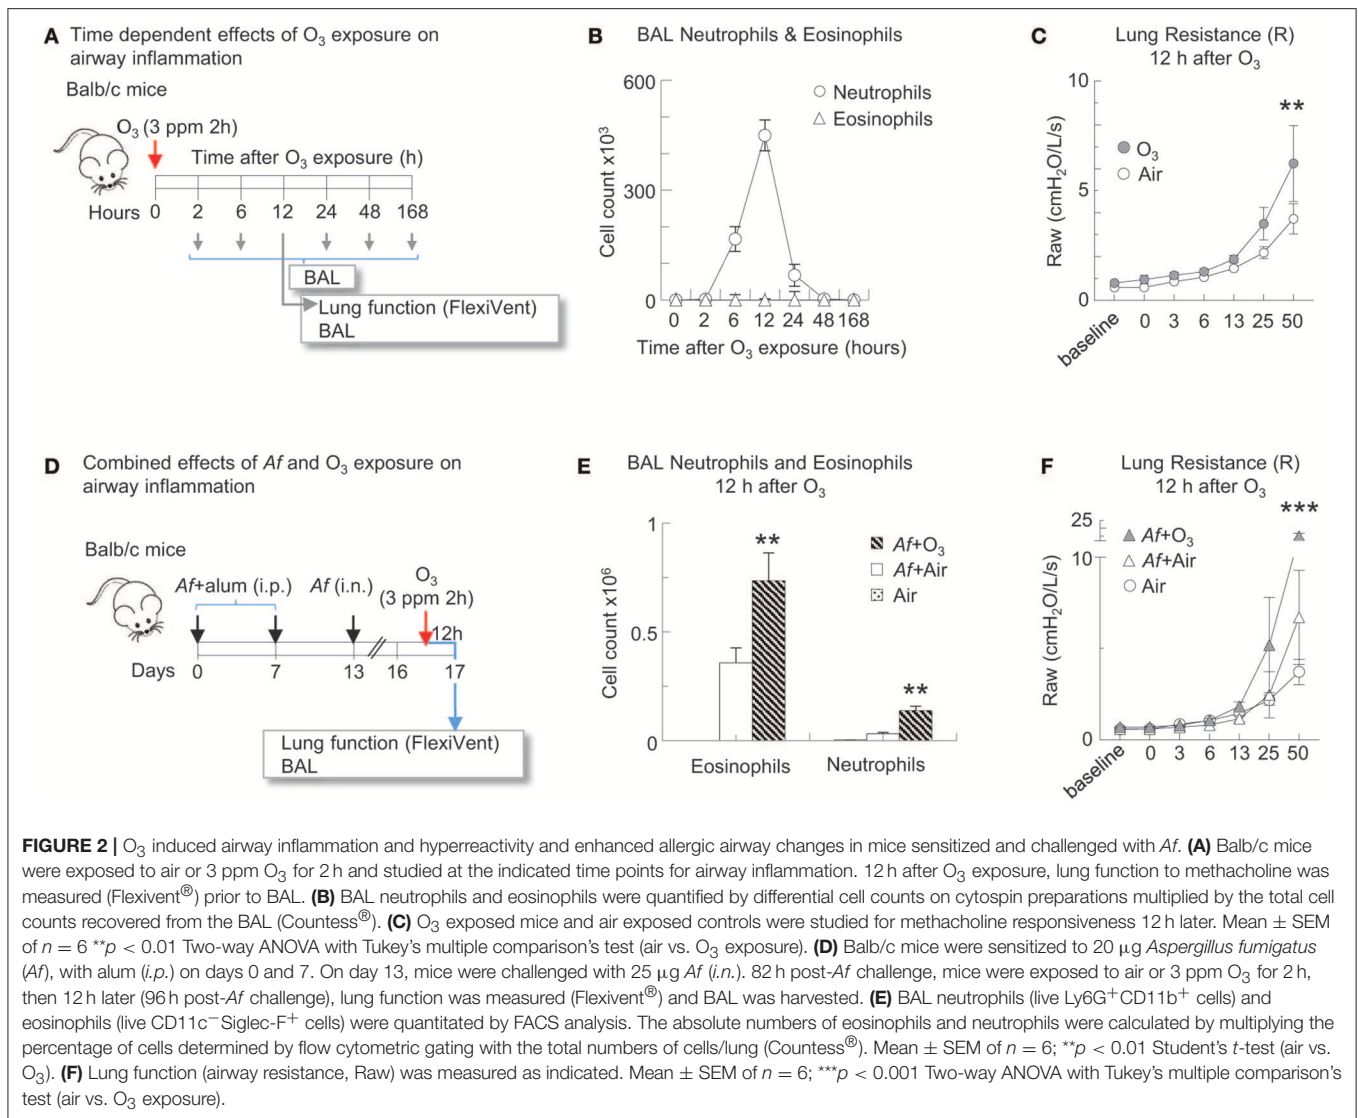 A Time dependent effects of O₃ exposure on
airway inflammation
Balb/c mice
O₃ (3 ppm 2h)
Time after O₃ exposure (h)
Hours 0 2 6 12 24 48 168
BAL
Lung function (FlexiVent)
BAL
B BAL Neutrophils & Eosinophils
600
300
0
Cell count x10³
Neutrophils
Eosinophils
0 2 6 12 24 48 168
Time after O₃ exposure (hours)
C Lung Resistance (R)
12 h after O₃
10
5
0
Raw (cmH₂O/L/s)
**
O₃
Air
baseline 0 3 6 13 25 50
D Combined effects of Af and O₃ exposure on
airway inflammation
Balb/c mice
Af+alum (i.p.) Af (i.n.) O₃
(3 ppm 2h)
12h
Days 0 7 13 16 17
Lung function (FlexiVent)
BAL
E BAL Neutrophils and Eosinophils
12 h after O₃
1
0.5
0
Cell count x10⁶
**
**
Af+O₃
Af+Air
Air
Eosinophils Neutrophils
F Lung Resistance (R)
12 h after O₃
25
10
0
Raw (cmH₂O/L/s)
***
Af+O₃
Af+Air
Air
baseline 0 3 6 13 25 50
FIGURE 2 | O₃ induced airway inflammation and hyperreactivity and enhanced allergic airway changes in mice sensitized and challenged with Af. (A) Balb/c mice
were exposed to air or 3 ppm O₃ for 2 h and studied at the indicated time points for airway inflammation. 12 h after O₃ exposure, lung function to methacholine was
measured (Flexivent®) prior to BAL. (B) BAL neutrophils and eosinophils were quantified by differential cell counts on cytospin preparations multiplied by the total cell
counts recovered from the BAL (Countess®). (C) O₃ exposed mice and air exposed controls were studied for methacholine responsiveness 12 h later. Mean ± SEM
of n = 6 **p < 0.01 Two-way ANOVA with Tukey's multiple comparison's test (air vs. O₃ exposure). (D) Balb/c mice were sensitized to 20 μg Aspergillus fumigatus
(Af), with alum (i.p.) on days 0 and 7. On day 13, mice were challenged with 25 μg Af (i.n.). 82 h post-Af challenge, mice were exposed to air or 3 ppm O₃ for 2 h,
then 12 h later (96 h post-Af challenge), lung function was measured (Flexivent®) and BAL was harvested. (E) BAL neutrophils (live Ly6G⁺CD11b⁺ cells) and
eosinophils (live CD11c⁻Siglec-F⁺ cells) were quantitated by FACS analysis. The absolute numbers of eosinophils and neutrophils were calculated by multiplying the
percentage of cells determined by flow cytometric gating with the total numbers of cells/lung (Countess®). Mean ± SEM of n = 6; **p < 0.01 Student's t-test (air vs.
O₃). (F) Lung function (airway resistance, Raw) was measured as indicated. Mean ± SEM of n = 6; ***p < 0.001 Two-way ANOVA with Tukey's multiple comparison's
test (air vs. O₃ exposure).